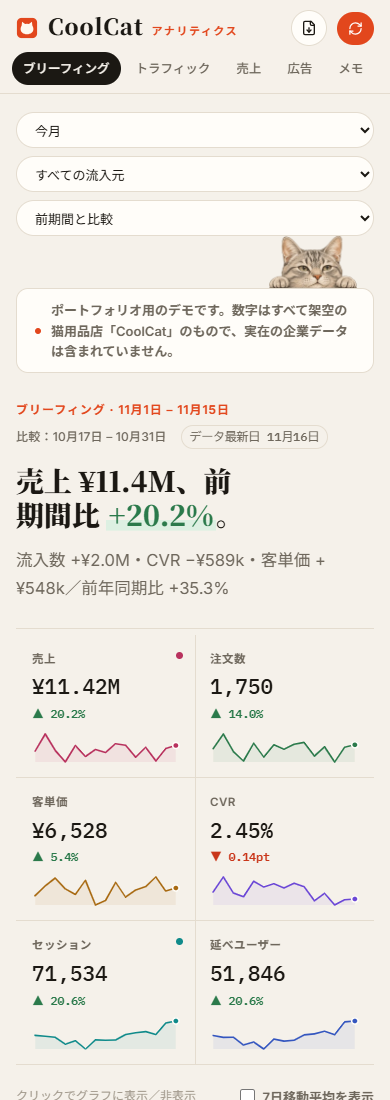 CoolCat アナリティクス
ブリーフィング トラフィック 売上 広告 メモ
今月
すべての流入元
前期間と比較
ポートフォリオ用のデモです。数字はすべて架空の
猫用品店「CoolCat」のもので、実在の企業データ
は含まれていません。
ブリーフィング · 11月1日 – 11月15日
比較：10月17日 – 10月31日 データ最新日 11月16日
売上 ¥11.4M、前
期間比 +20.2%。
流入数 +¥2.0M・CVR −¥589k・客単価 +
¥548k／前年同期比 +35.3%
売上 注文数
¥11.42M 1,750
▲ 20.2% ▲ 14.0%
客単価 CVR
¥6,528 2.45%
▲ 5.4% ▼ 0.14pt
セッション 延べユーザー
71,534 51,846
▲ 20.6% ▲ 20.6%
クリックでグラフに表示／非表示 7日移動平均を表示